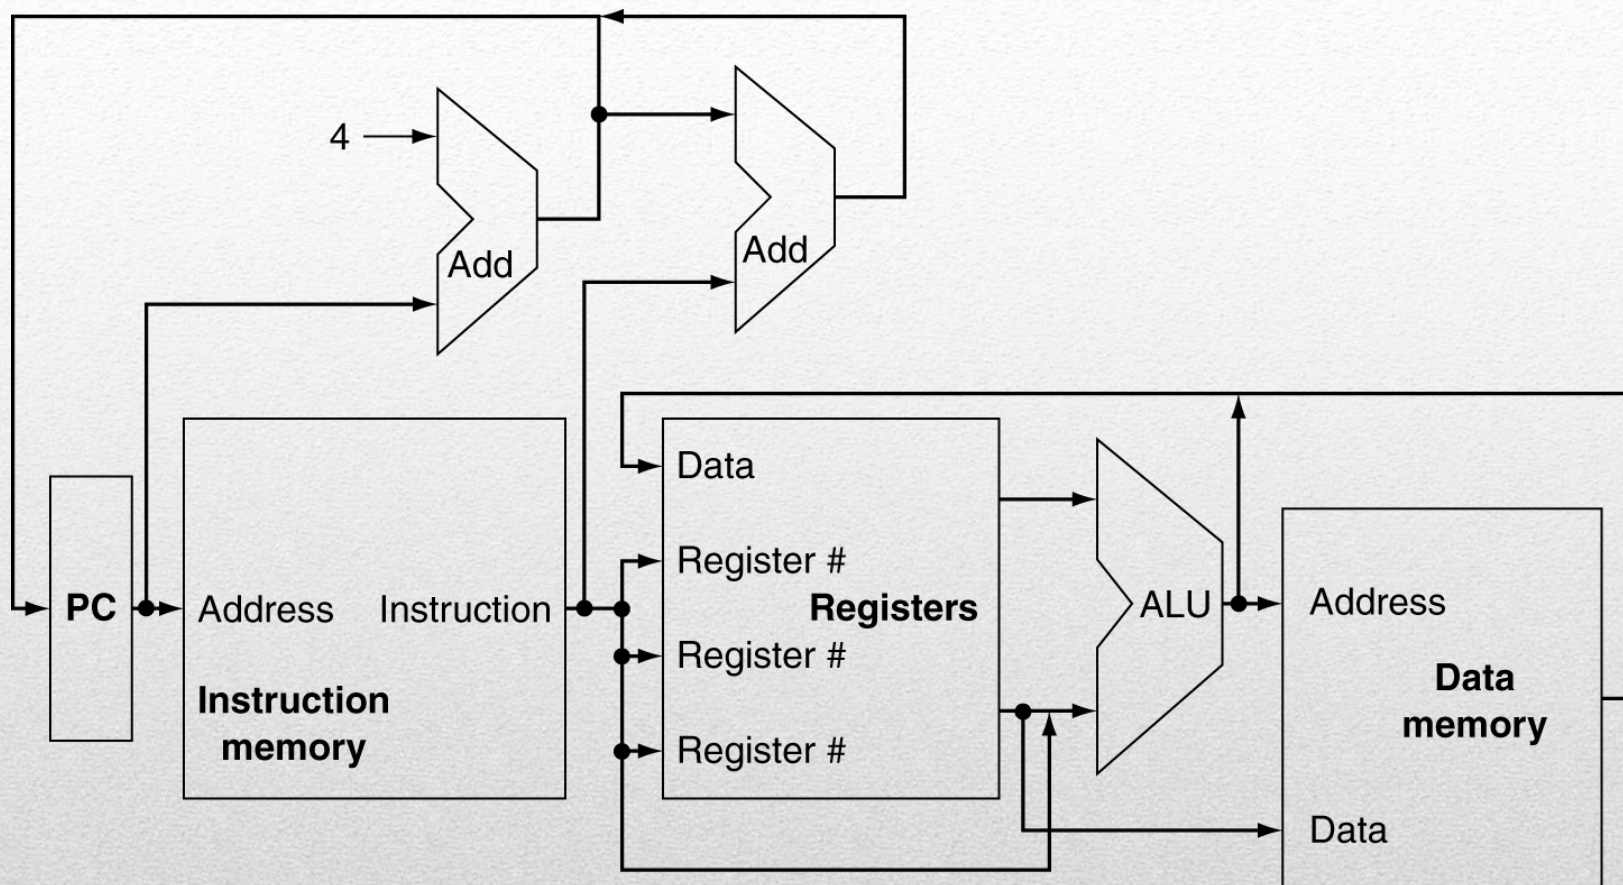 4
Add
Add
PC
Address
Instruction
Instruction
memory
Data
Register #
Registers
Register #
Register #
ALU
Address
Data
memory
Data